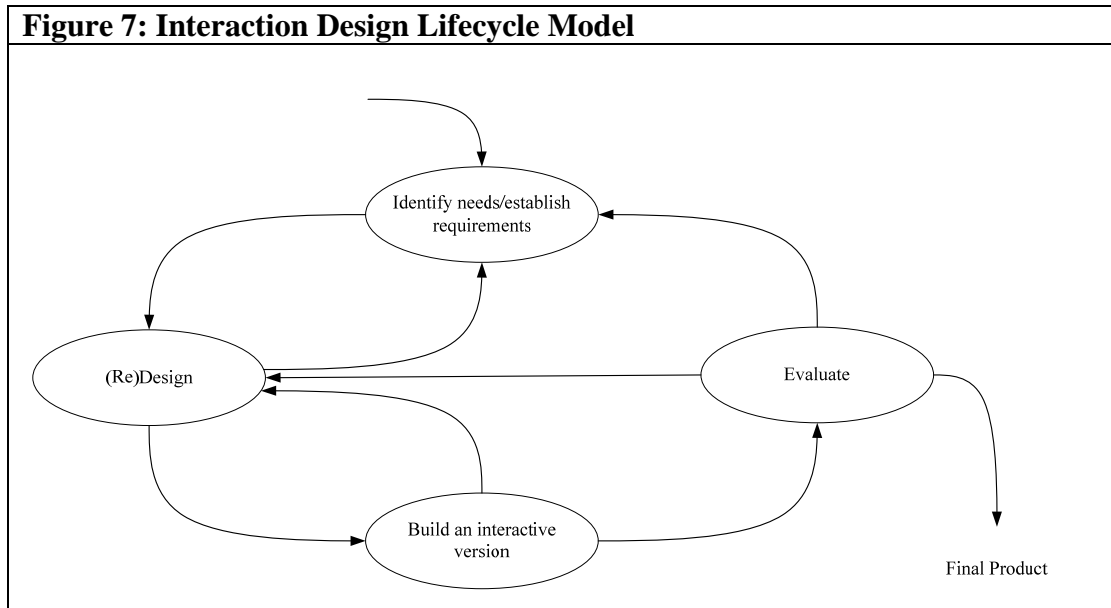 Figure 7: Interaction Design Lifecycle Model
Identify needs/establish
requirements
(Re)Design
Evaluate
Build an interactive
version
Final Product